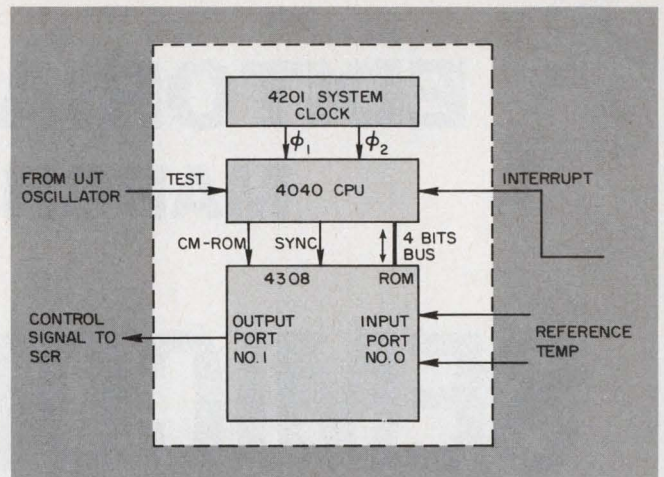 4201 SYSTEM
CLOCK
ϕ1 ϕ2
FROM UJT
OSCILLATOR
TEST
4040 CPU
INTERRUPT
CM-ROM
SYNC
4 BITS
BUS
4308 ROM
CONTROL
SIGNAL TO
SCR
OUTPUT
PORT
NO. 1
INPUT
PORT
NO. 0
REFERENCE
TEMP